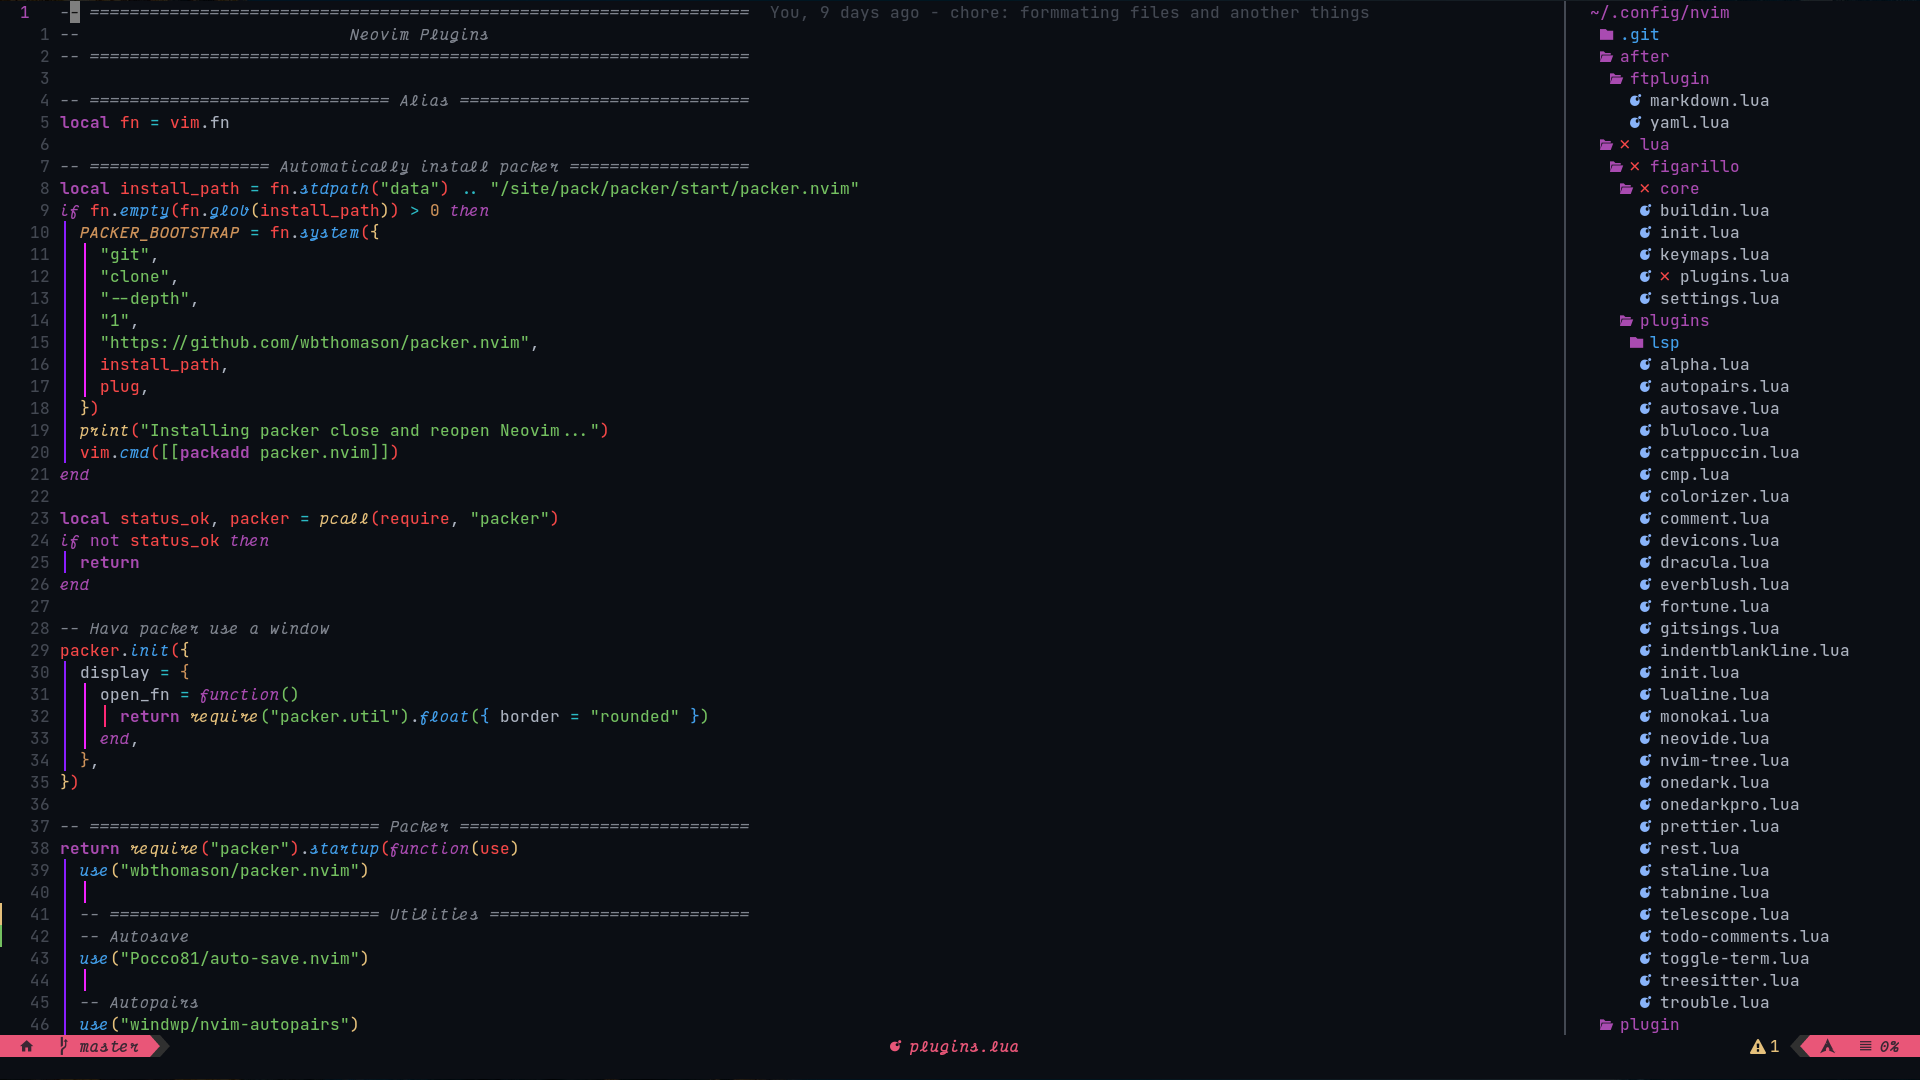 1 -- ================================================================== You, 9 days ago - chore: formmating files and another things
1 -- Neovim Plugins
2 -- ==================================================================
3
4 -- ============================== Alias =============================
5 local fn = vim.fn
6
7 -- ================== Automatically install packer ==================
8 local install_path = fn.stdpath("data") .. "/site/pack/packer/start/packer.nvim"
9 if fn.empty(fn.glob(install_path)) > 0 then
10 PACKER_BOOTSTRAP = fn.system({
11 "git",
12 "clone",
13 "--depth",
14 "1",
15 "https://github.com/wbthomason/packer.nvim",
16 install_path,
17 plug,
18 })
19 print("Installing packer close and reopen Neovim...")
20 vim.cmd([[packadd packer.nvim]])
21 end
22
23 local status_ok, packer = pcall(require, "packer")
24 if not status_ok then
25 return
26 end
27
28 -- Hava packer use a window
29 packer.init({
30 display = {
31 open_fn = function()
32 return require("packer.util").float({ border = "rounded" })
33 end,
34 },
35 })
36
37 -- ============================= Packer =============================
38 return require("packer").startup(function(use)
39 use("wbthomason/packer.nvim")
40
41 -- =========================== Utilities ==========================
42 -- Autosave
43 use("Pocco81/auto-save.nvim")
44
45 -- Autopairs
46 use("windwp/nvim-autopairs")
~/.config/nvim
.git
after
ftplugin
markdown.lua
yaml.lua
lua
figarillo
core
buildin.lua
init.lua
keymaps.lua
plugins.lua
settings.lua
plugins
lsp
alpha.lua
autopairs.lua
autosave.lua
bluloco.lua
catppuccin.lua
cmp.lua
colorizer.lua
comment.lua
devicons.lua
dracula.lua
everblush.lua
fortune.lua
gitsings.lua
indentblankline.lua
init.lua
lualine.lua
monokai.lua
neovide.lua
nvim-tree.lua
onedark.lua
onedarkpro.lua
prettier.lua
rest.lua
staline.lua
tabnine.lua
telescope.lua
todo-comments.lua
toggle-term.lua
treesitter.lua
trouble.lua
plugin
master plugins.lua 1 0%